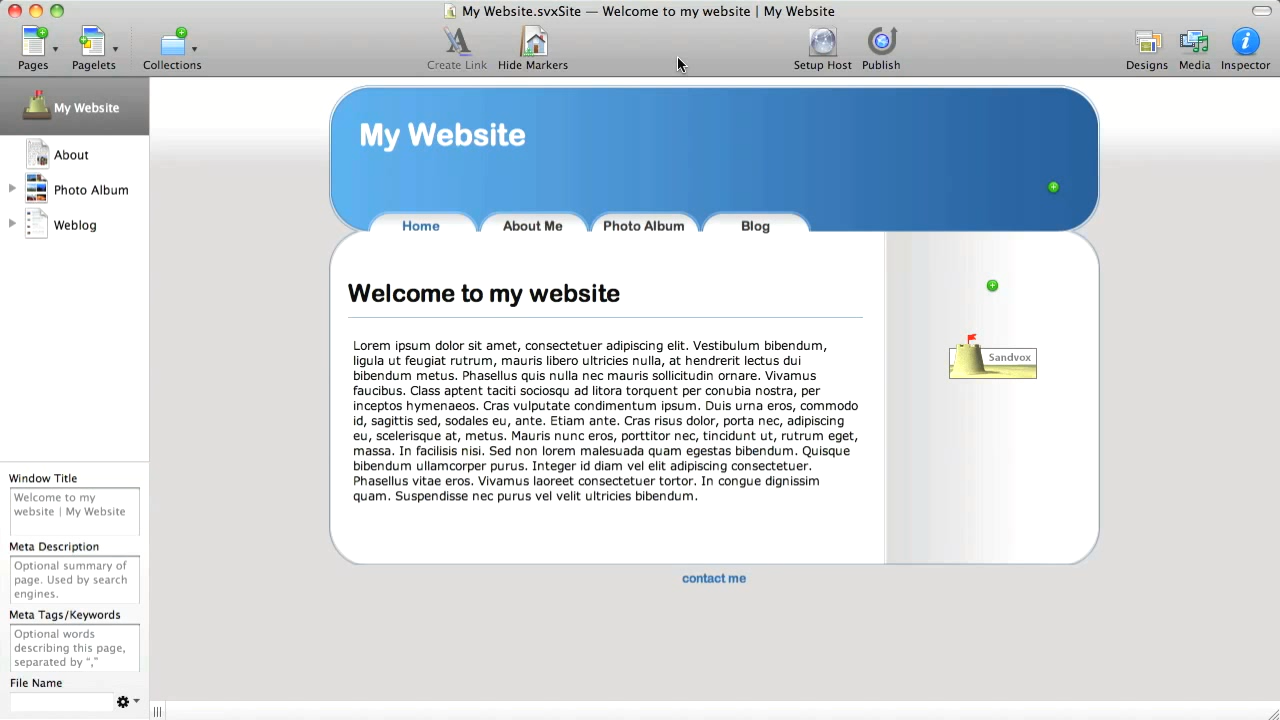 My Website.svxSite — Welcome to my website | My Website
Pages
Pagelets
Collections
Create Link
Hide Markers
Setup Host
Publish
Designs
Media
Inspector
My Website
About
Photo Album
Weblog
My Website
Home
About Me
Photo Album
Blog
Welcome to my website
Lorem ipsum dolor sit amet, consectetuer adipiscing elit. Vestibulum bibendum,
ligula ut feugiat rutrum, mauris libero ultricies nulla, at hendrerit lectus dui
bibendum metus. Phasellus quis nulla nec mauris sollicitudin ornare. Vivamus
faucibus. Class aptent taciti sociosqu ad litora torquent per conubia nostra, per
inceptos hymenaeos. Cras vulputate condimentum ipsum. Duis urna eros, commodo
id, sagittis sed, sodales eu, ante. Etiam ante. Cras risus dolor, porta nec, adipiscing
eu, scelerisque at, metus. Mauris nunc eros, porttitor nec, tincidunt ut, rutrum eget,
massa. In facilisis nisi. Sed non lorem malesuada quam egestas bibendum. Quisque
bibendum ullamcorper purus. Integer id diam vel elit adipiscing consectetuer.
Phasellus vitae eros. Vivamus laoreet consectetuer tortor. In congue dignissim
quam. Suspendisse nec purus vel velit ultricies bibendum.
Sandvox
contact me
Window Title
Welcome to my
website | My Website
Meta Description
Optional summary of
page. Used by search
engines.
Meta Tags/Keywords
Optional words
describing this page,
separated by “,”
File Name